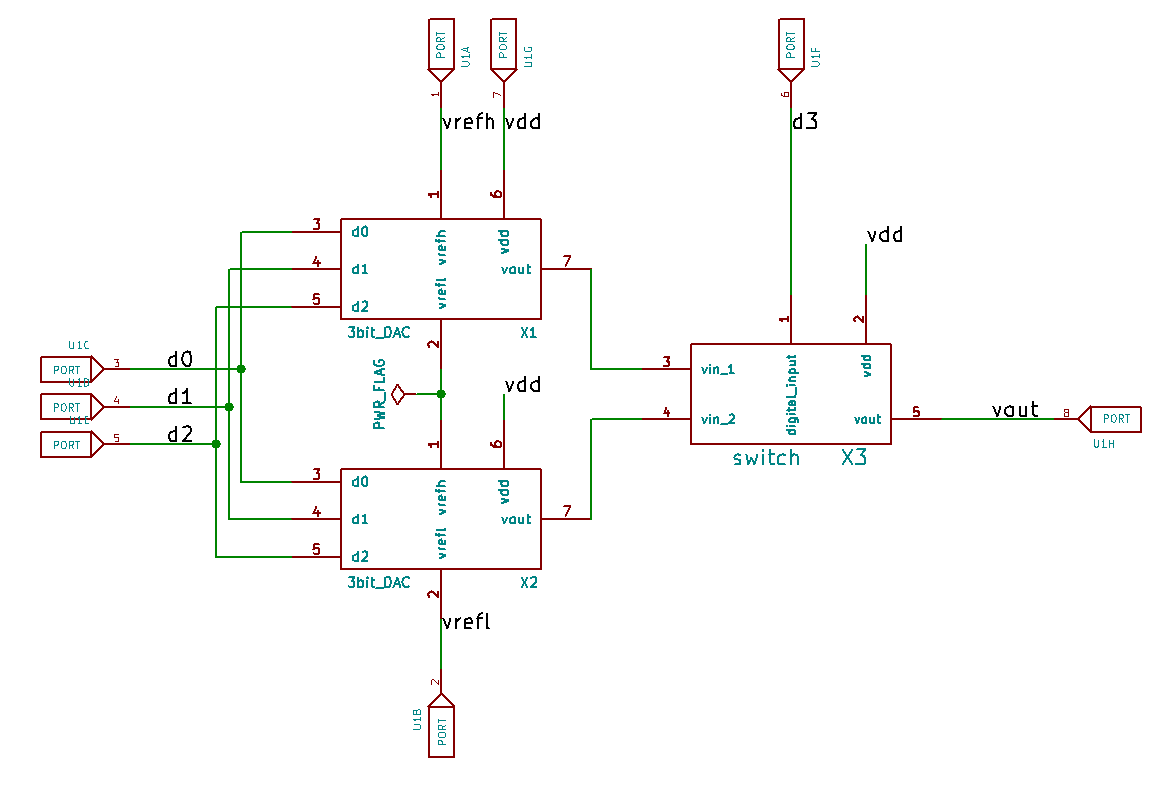 PORT
U1A
PORT
U1G
PORT
U1F
1
7
6
vrefh
vdd
d3
1
6
3
d0
4
d1
5
d2
vrefh
vrefl
vdd
vout
7
3bit_DAC
X1
2
vdd
1
2
U1C
PORT
3
d0
U1D
PORT
4
d1
U1E
PORT
5
d2
PWR_FLAG
vdd
1
6
3
vin_1
4
vin_2
digital_input
vdd
vout
5
switch
X3
vout
8
PORT
U1H
3
d0
4
d1
5
d2
vrefh
vrefl
vdd
vout
7
3bit_DAC
X2
2
vrefl
2
U1B
PORT